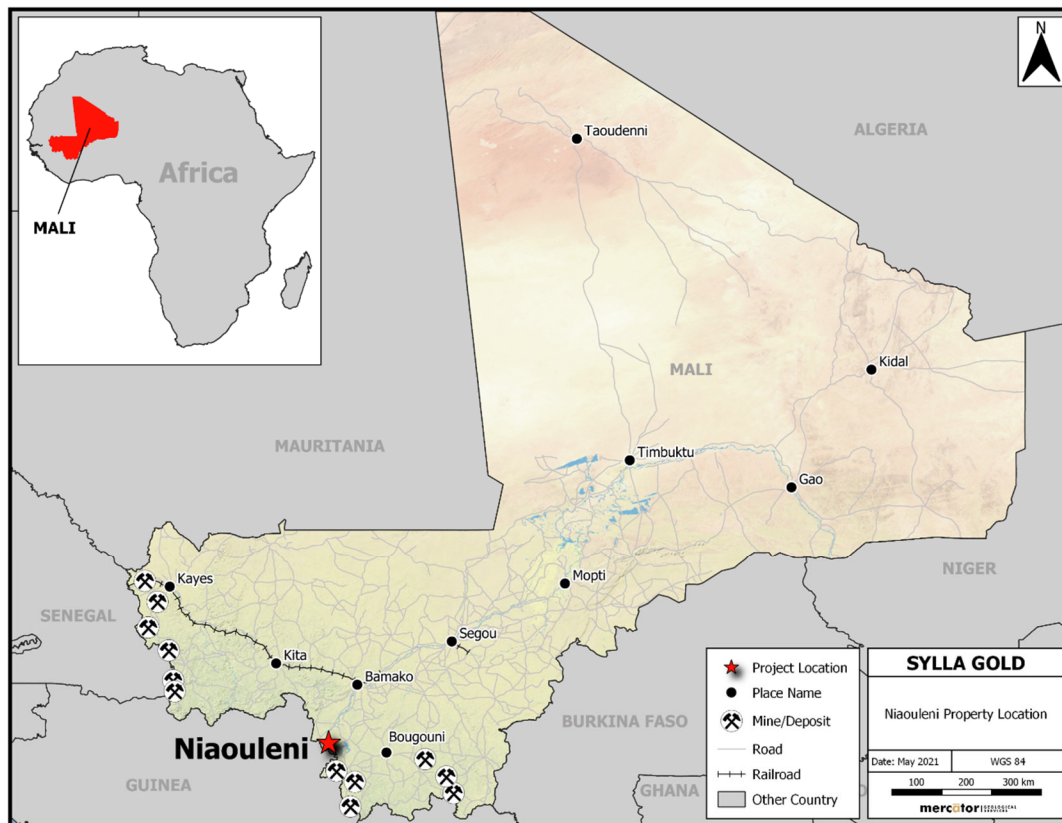 N
Africa
MALI
ALGERIA
Taoudenni
MALI
Kidal
MAURITANIA
Timbuktu
Gao
NIGER
Kayes
Mopti
SENEGAL
Segou
Kita
Bamako
BURKINA FASO
Niaouleni
Bougouni
GUINEA
GHANA
Project Location
Place Name
Mine/Deposit
Road
Railroad
Other Country
SYLLA GOLD
Niaouleni Property Location
Date: May 2021
WGS 84
100 200 300 km
mercator GEOLOGICAL SERVICES